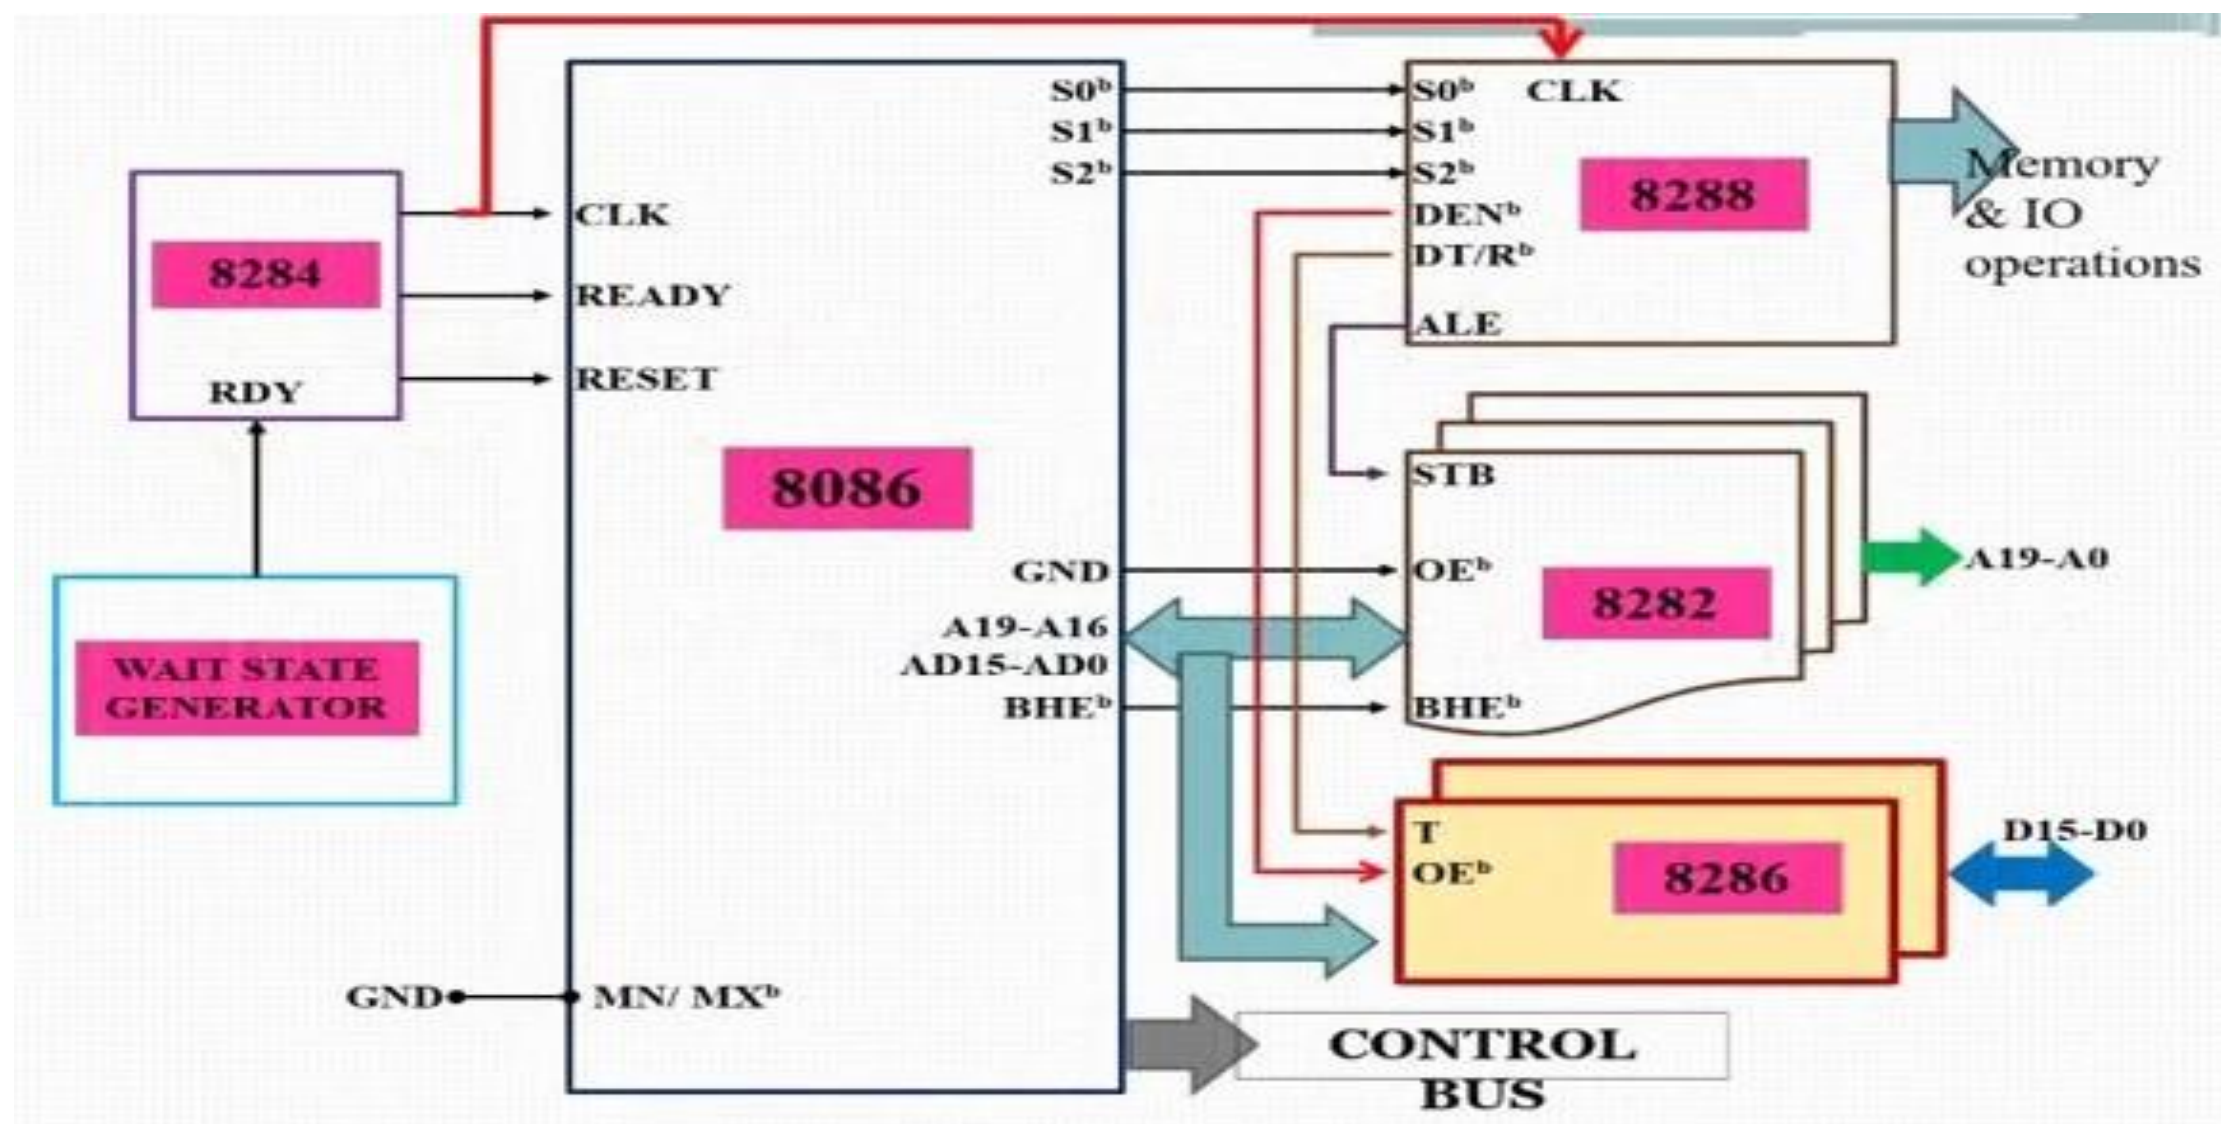 S0ᵇ
S1ᵇ
S2ᵇ
S0ᵇ CLK
S1ᵇ
S2ᵇ
8288
DENᵇ
DT/Rᵇ
ALE
Memory
& IO
operations
8284
RDY
CLK
READY
RESET
8086
STB
GND
OEᵇ
8282
A19-A0
A19-A16
AD15-AD0
BHEᵇ
BHEᵇ
WAIT STATE
GENERATOR
T
OEᵇ
8286
D15-D0
GND
MN/ MXᵇ
CONTROL
BUS